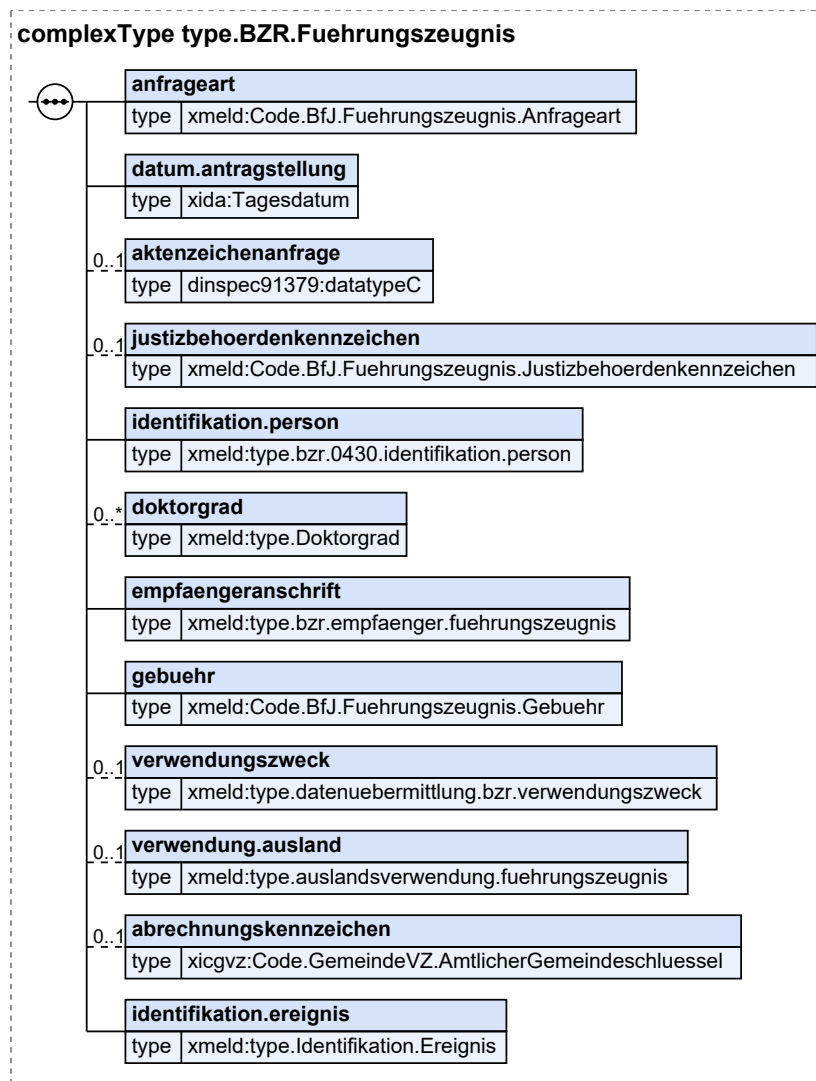 complexType type.BZR.Fuehrungszeugnis
anfrageart
type xmeld:Code.BfJ.Fuehrungszeugnis.Anfrageart
datum.antragstellung
type xida:Tagesdatum
0..1 aktenzeichenanfrage
type dinspec91379:datatypeC
0..1 justizbehoerdenkennzeichen
type xmeld:Code.BfJ.Fuehrungszeugnis.Justizbehoerdenkennzeichen
identifikation.person
type xmeld:type.bzr.0430.identifikation.person
0..* doktorgrad
type xmeld:type.Doktorgrad
empfaengeranschrift
type xmeld:type.bzr.empfaenger.fuehrungszeugnis
gebuehr
type xmeld:Code.BfJ.Fuehrungszeugnis.Gebuehr
0..1 verwendungszweck
type xmeld:type.datenuebermittlung.bzr.verwendungszweck
0..1 verwendung.ausland
type xmeld:type.auslandsverwendung.fuehrungszeugnis
0..1 abrechnungskennzeichen
type xicgvz:Code.GemeindeVZ.AmtlicherGemeindeschluessel
identifikation.ereignis
type xmeld:type.Identifikation.Ereignis